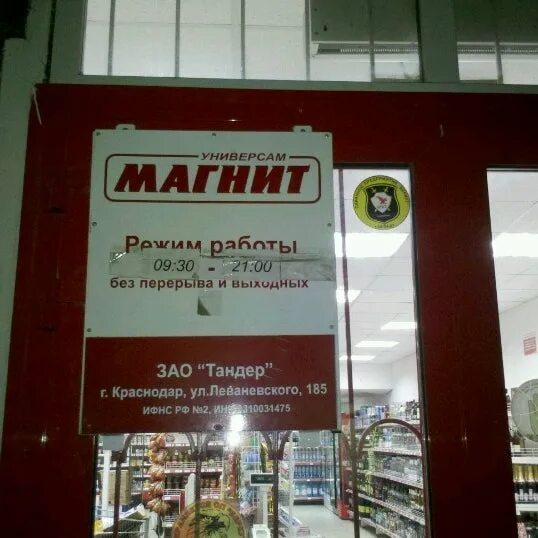 УНИВЕРСАМ
МАГНИТ
Режим работы
09:30 - 21:00
без перерыва и выходных
ЗАО "Тандер"
г. Краснодар, ул.Леваневского, 185
ИФНС РФ №2, ИНН 2310031475